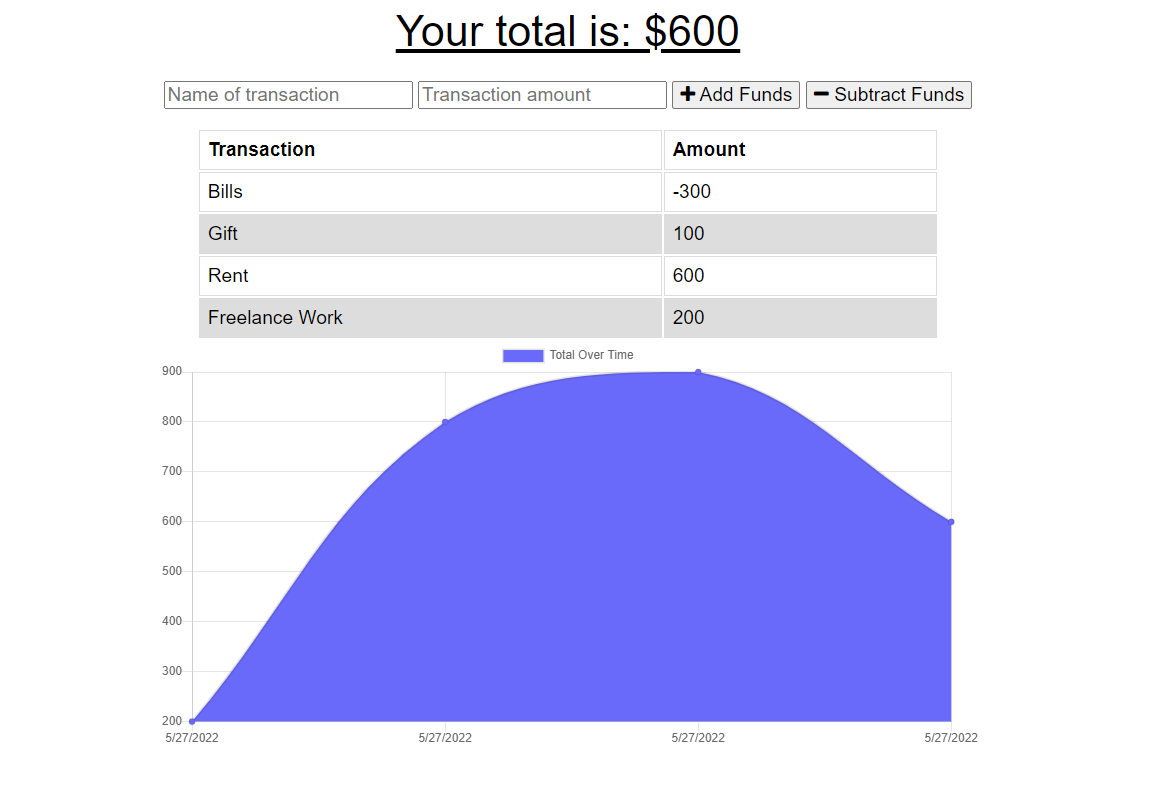 Your total is: $600
Name of transaction Transaction amount Add Funds Subtract Funds
Transaction Amount
Bills -300
Gift 100
Rent 600
Freelance Work 200
Total Over Time
900
800
700
600
500
400
300
200
5/27/2022 5/27/2022 5/27/2022 5/27/2022